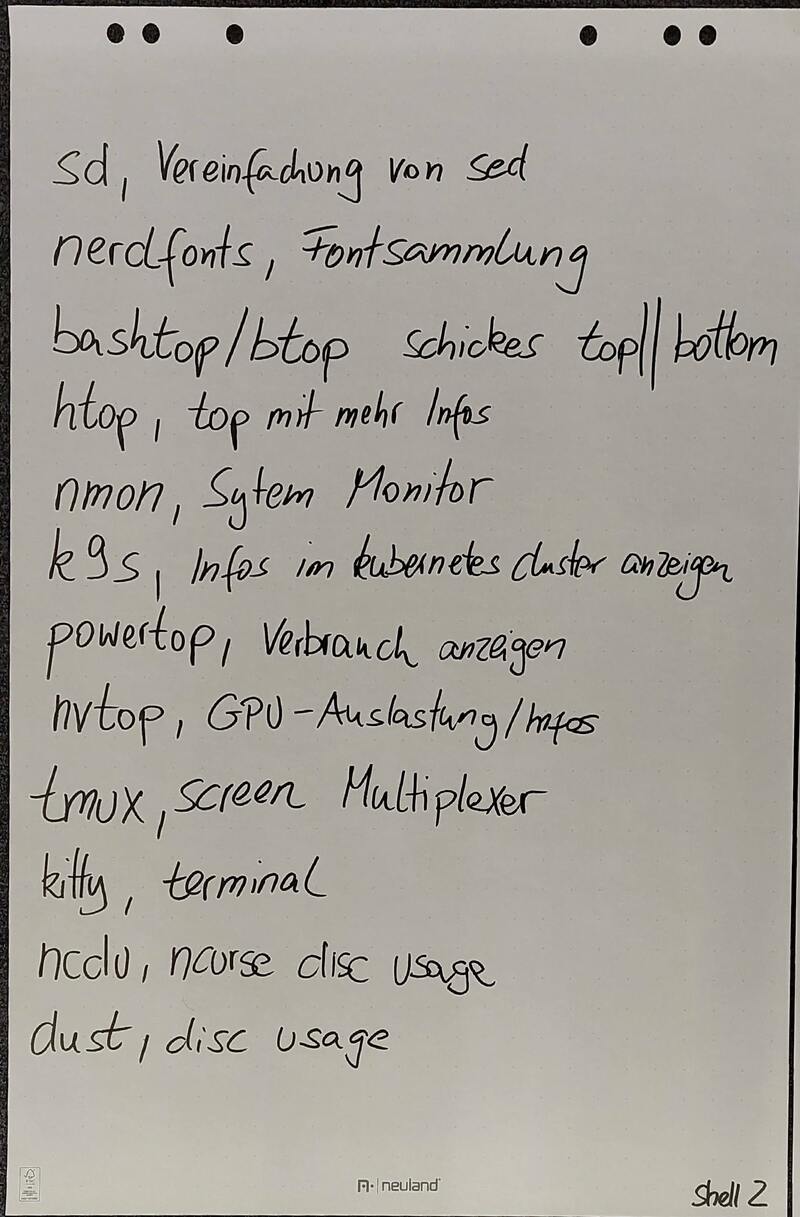 sd, Vereinfachung von sed
nerdfonts, Fontsammlung
bashtop/btop schickes top || bottom
htop, top mit mehr Infos
nmon, Sytem Monitor
k9s, Infos im kubernetes cluster anzeigen
powertop, Verbrauch anzeigen
nvtop, GPU-Auslastung/Infos
tmux, screen Multiplexer
kitty, terminal
ncdu, ncurse disc usage
dust, disc usage
neuland
Shell 2